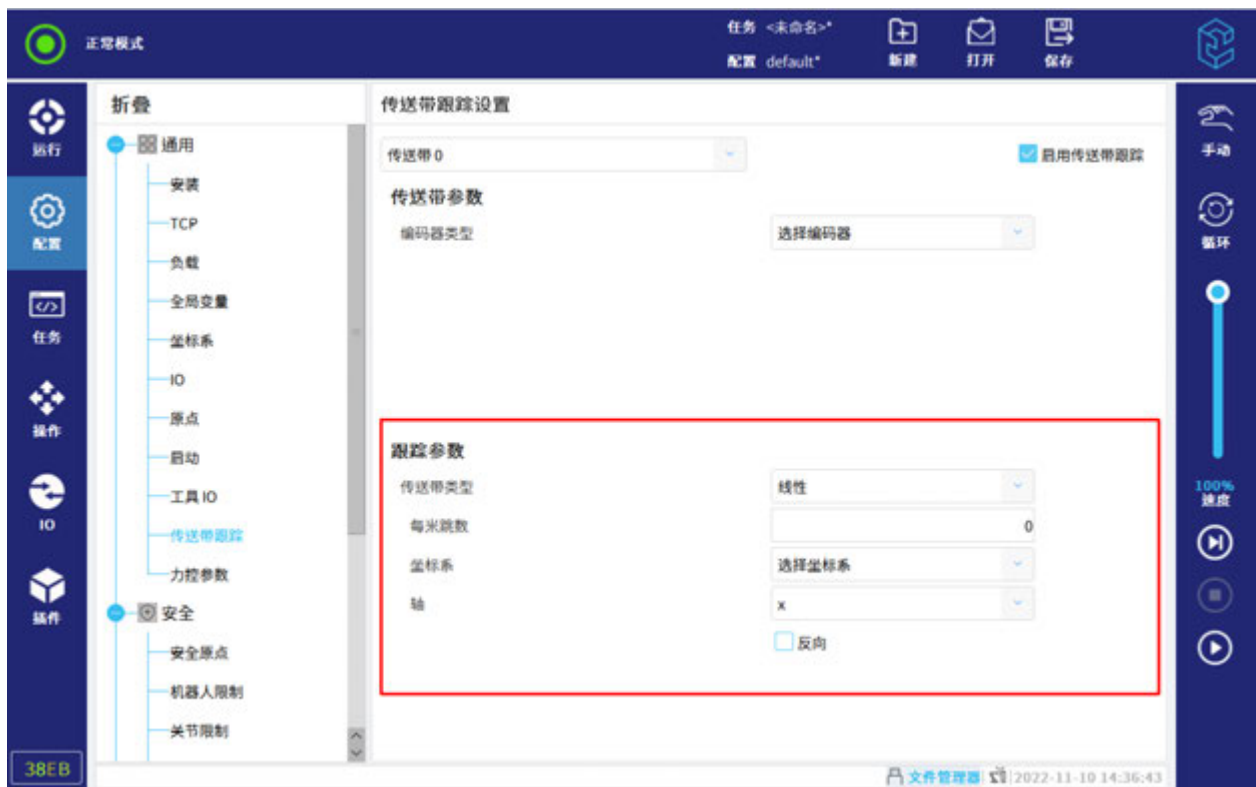 正常模式
任务 <未命名>*
配置 default*
新建
打开
保存
运行
配置
任务
操作
IO
插件
38EB
折叠
通用
安装
TCP
负载
全局变量
坐标系
IO
原点
启动
工具 IO
传送带跟踪
力控参数
安全
安全原点
机器人限制
关节限制
传送带跟踪设置
传送带 0
启用传送带跟踪
传送带参数
编码器类型 选择编码器
跟踪参数
传送带类型 线性
每米跳数 0
坐标系 选择坐标系
轴 x
反向
手动
循环
100%
速度
文件管理器 2022-11-10 14:36:43